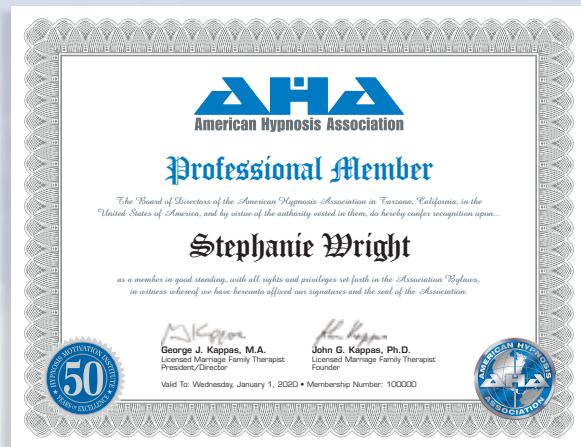 AHA
American Hypnosis Association
Professional Member
The Board of Directors of the American Hypnosis Association in Tarzana, California, in the
United States of America, and by virtue of the authority vested in them, do hereby confer recognition upon...
Stephanie Wright
as a member in good standing, with all rights and privileges set forth in the Association Bylaws,
in witness whereof we have hereunto affixed our signatures and the seal of the Association.
George J. Kappas, M.A.
Licensed Marriage Family Therapist
President/Director
John G. Kappas, Ph.D.
Licensed Marriage Family Therapist
Founder
Valid To: Wednesday, January 1, 2020 • Membership Number: 100000
HYPNOSIS MOTIVATION INSTITUTE
50
YEARS OF EXCELLENCE
AMERICAN HYPNOSIS
AHA
ASSOCIATION